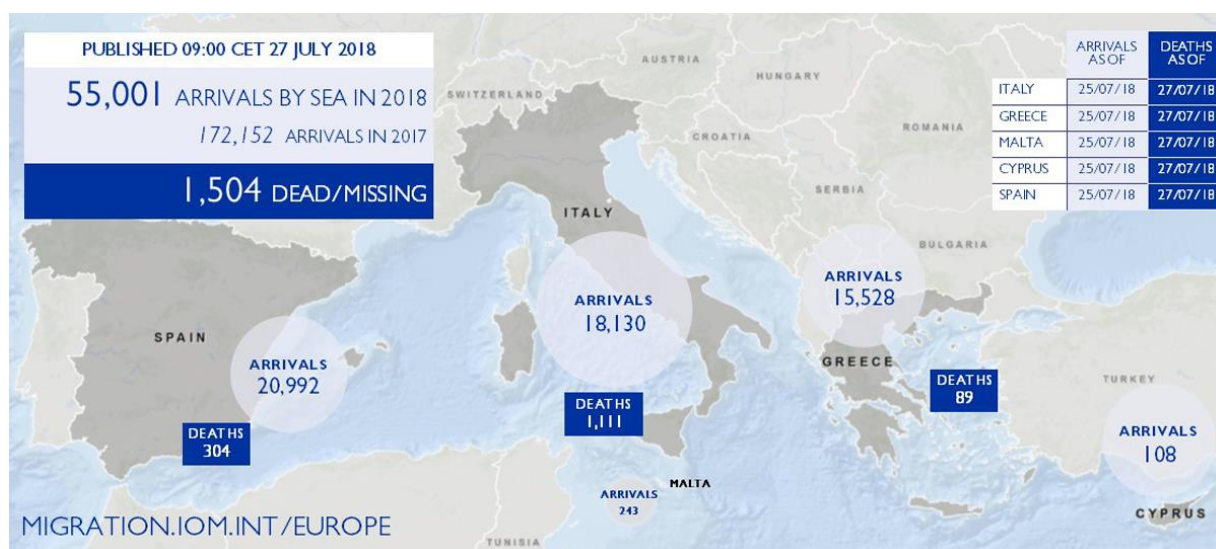 PUBLISHED 09:00 CET 27 JULY 2018
55,001 ARRIVALS BY SEA IN 2018
172,152 ARRIVALS IN 2017
1,504 DEAD/MISSING
ARRIVALS AS OF
DEATHS AS OF
ITALY 25/07/18 27/07/18
GREECE 25/07/18 27/07/18
MALTA 25/07/18 27/07/18
CYPRUS 25/07/18 27/07/18
SPAIN 25/07/18 27/07/18
AUSTRIA
HUNGARY
SWITZERLAND
CROATIA
ROMANIA
SERBIA
ITALY
BULGARIA
ARRIVALS
18,130
ARRIVALS
15,528
SPAIN
ARRIVALS
20,992
GREECE
DEATHS
89
TURKEY
DEATHS
1,111
DEATHS
304
ARRIVALS
108
MALTA
ARRIVALS
243
CYPRUS
MIGRATION.IOM.INT/EUROPE
TUNISIA